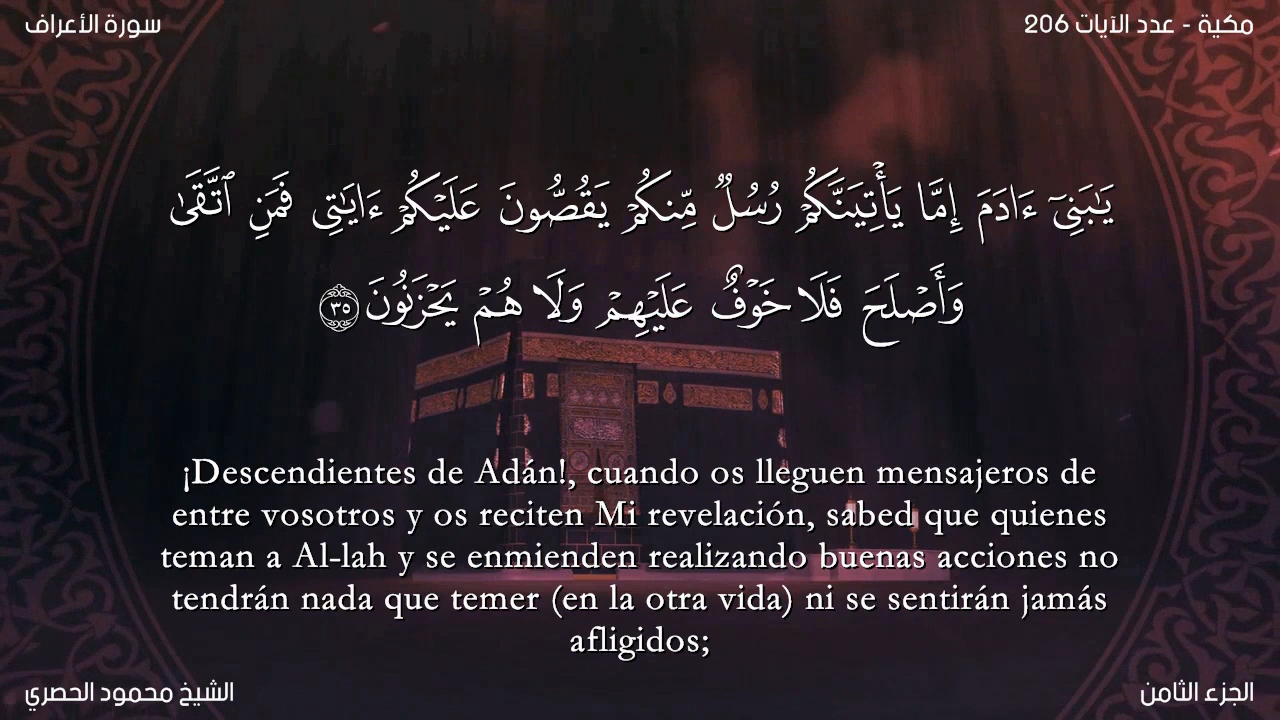 سورة الأعراف
مكية - عدد الآيات 206
يَـٰبَنِىٓ ءَادَمَ إِمَّا يَأْتِيَنَّكُمْ رُسُلٌ مِّنكُمْ يَقُصُّونَ عَلَيْكُمْ ءَايَـٰتِى فَمَنِ ٱتَّقَىٰ
وَأَصْلَحَ فَلَا خَوْفٌ عَلَيْهِمْ وَلَا هُمْ يَحْزَنُونَ ٣٥
¡Descendientes de Adán!, cuando os lleguen mensajeros de
entre vosotros y os reciten Mi revelación, sabed que quienes
teman a Al-lah y se enmienden realizando buenas acciones no
tendrán nada que temer (en la otra vida) ni se sentirán jamás
afligidos;
الشيخ محمود الحصري
الجزء الثامن